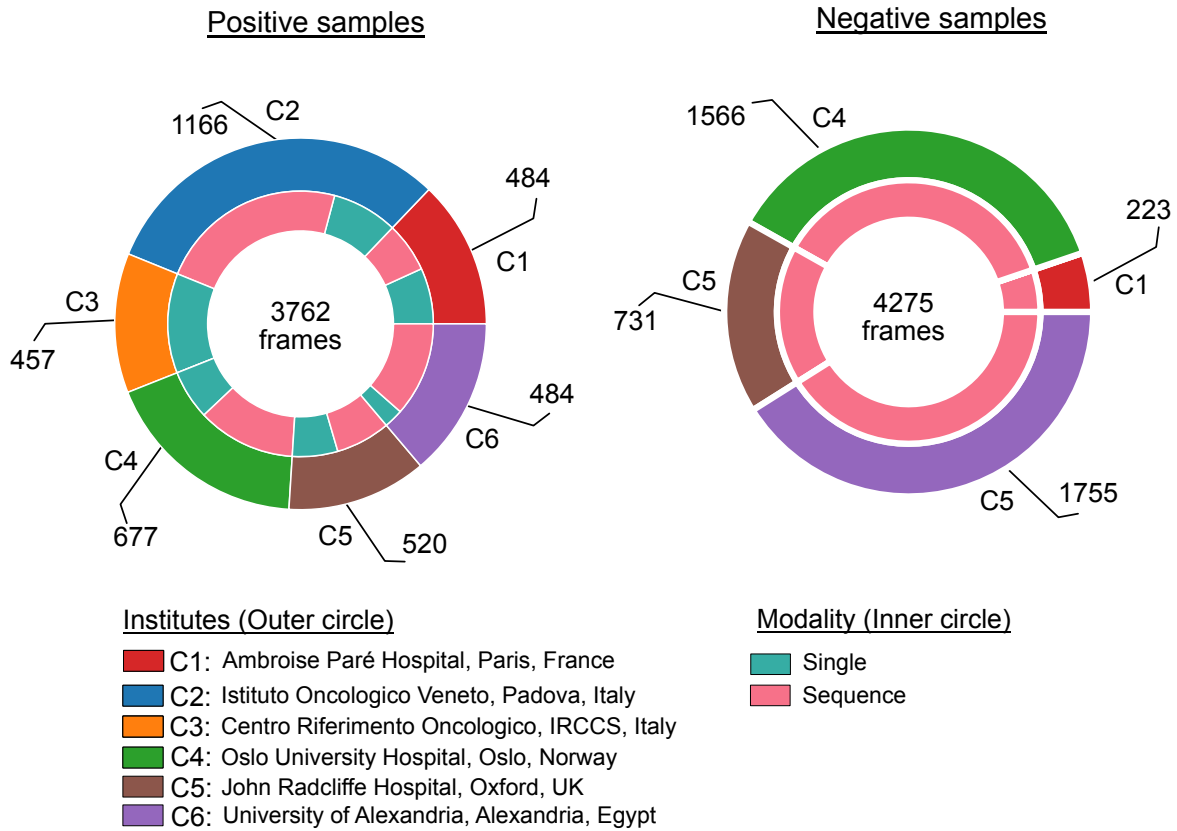 Positive samples
Negative samples
C2
1166
484
C1
C3
457
3762
frames
C4
677
C5
520
C6
484
C4
1566
223
C1
C5
731
4275
frames
C5
1755
Institutes (Outer circle)
C1: Ambroise Paré Hospital, Paris, France
C2: Istituto Oncologico Veneto, Padova, Italy
C3: Centro Riferimento Oncologico, IRCCS, Italy
C4: Oslo University Hospital, Oslo, Norway
C5: John Radcliffe Hospital, Oxford, UK
C6: University of Alexandria, Alexandria, Egypt
Modality (Inner circle)
Single
Sequence